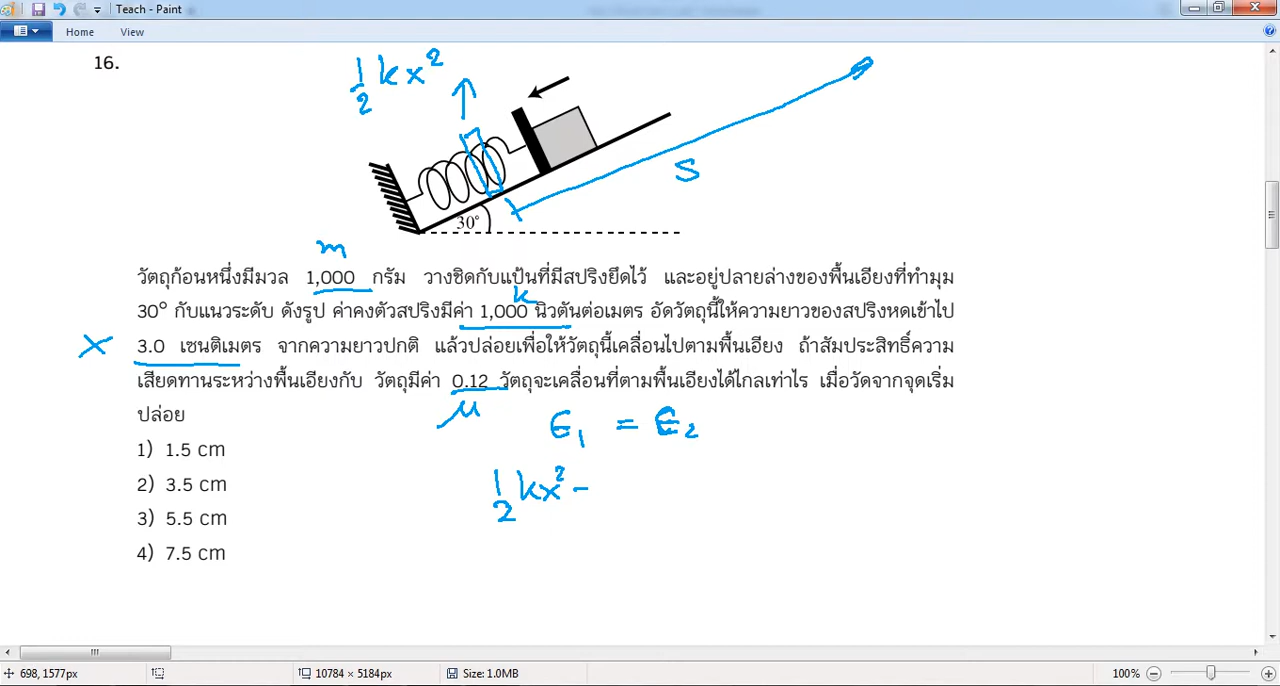 Teach - Paint
Home View
16.
½kx²
S
30°
m
วัตถุก้อนหนึ่งมีมวล 1,000 กรัม วางชิดกับแป้นที่มีสปริงยึดไว้ และอยู่ปลายล่างของพื้นเอียงที่ทำมุม
k
30° กับแนวระดับ ดังรูป ค่าคงตัวสปริงมีค่า 1,000 นิวตันต่อเมตร อัดวัตถุนี้ให้ความยาวของสปริงหดเข้าไป
x 3.0 เซนติเมตร จากความยาวปกติ แล้วปล่อยเพื่อให้วัตถุนี้เคลื่อนไปตามพื้นเอียง ถ้าสัมประสิทธิ์ความ
เสียดทานระหว่างพื้นเอียงกับ วัตถุมีค่า 0.12 วัตถุจะเคลื่อนที่ตามพื้นเอียงได้ไกลเท่าไร เมื่อวัดจากจุดเริ่ม
ปล่อย
μ
E₁ = E₂
½kx² -
1) 1.5 cm
2) 3.5 cm
3) 5.5 cm
4) 7.5 cm
698, 1577px 10784 × 5184px Size: 1.0MB 100%